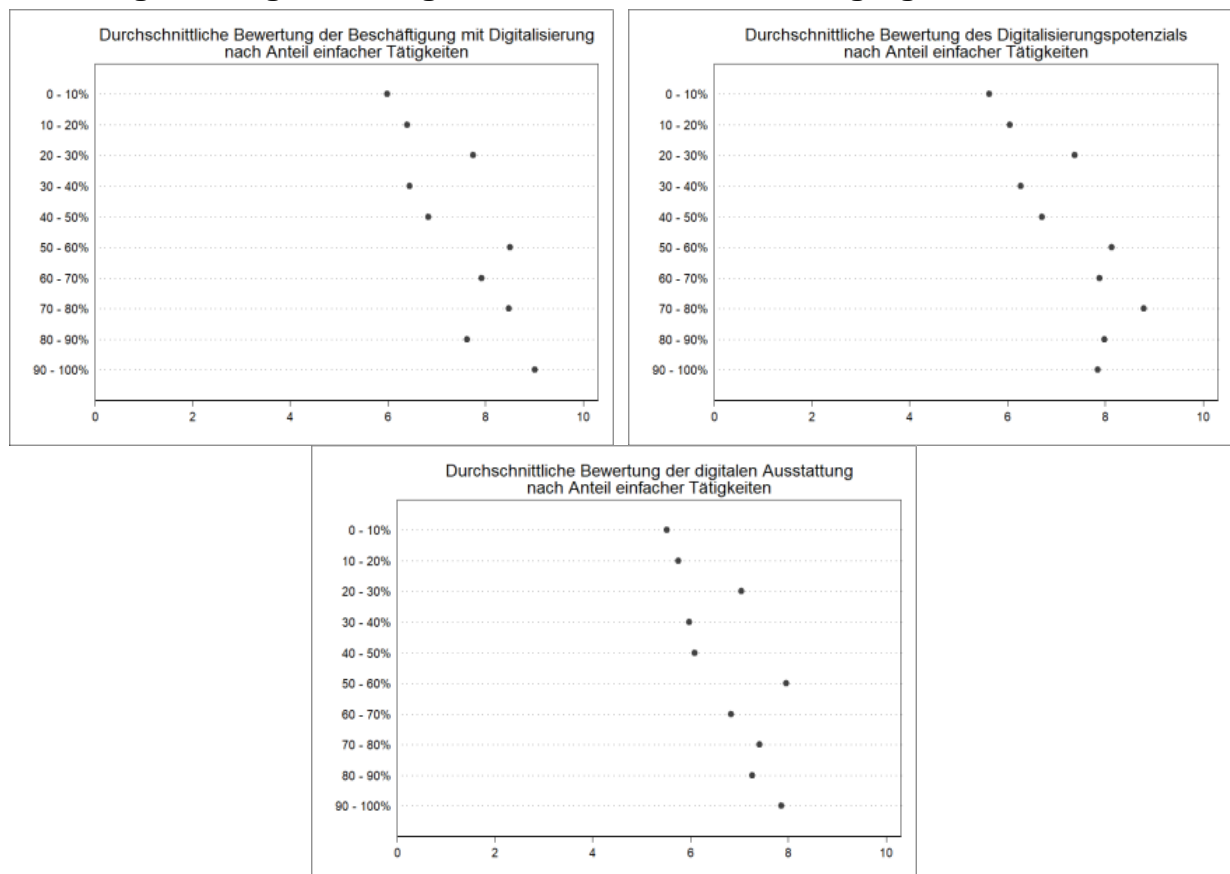 Durchschnittliche Bewertung der Beschäftigung mit Digitalisierung
nach Anteil einfacher Tätigkeiten
0 - 10%
10 - 20%
20 - 30%
30 - 40%
40 - 50%
50 - 60%
60 - 70%
70 - 80%
80 - 90%
90 - 100%
0 2 4 6 8 10
Durchschnittliche Bewertung des Digitalisierungspotenzials
nach Anteil einfacher Tätigkeiten
0 - 10%
10 - 20%
20 - 30%
30 - 40%
40 - 50%
50 - 60%
60 - 70%
70 - 80%
80 - 90%
90 - 100%
0 2 4 6 8 10
Durchschnittliche Bewertung der digitalen Ausstattung
nach Anteil einfacher Tätigkeiten
0 - 10%
10 - 20%
20 - 30%
30 - 40%
40 - 50%
50 - 60%
60 - 70%
70 - 80%
80 - 90%
90 - 100%
0 2 4 6 8 10